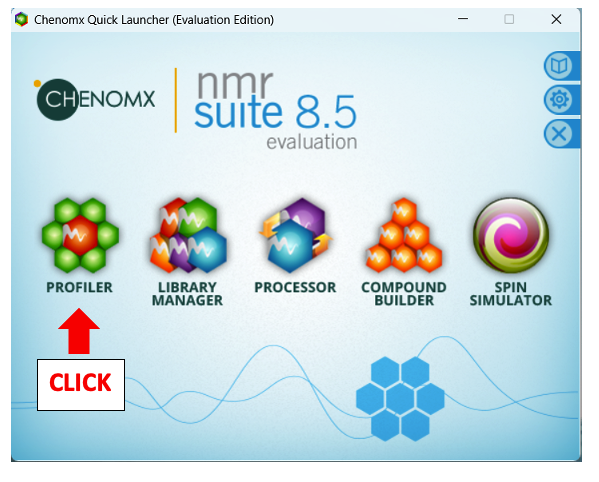 Chenomx Quick Launcher (Evaluation Edition)
CHENOMX
nmr
suite 8.5
evaluation
PROFILER
LIBRARY
MANAGER
PROCESSOR
COMPOUND
BUILDER
SPIN
SIMULATOR
CLICK